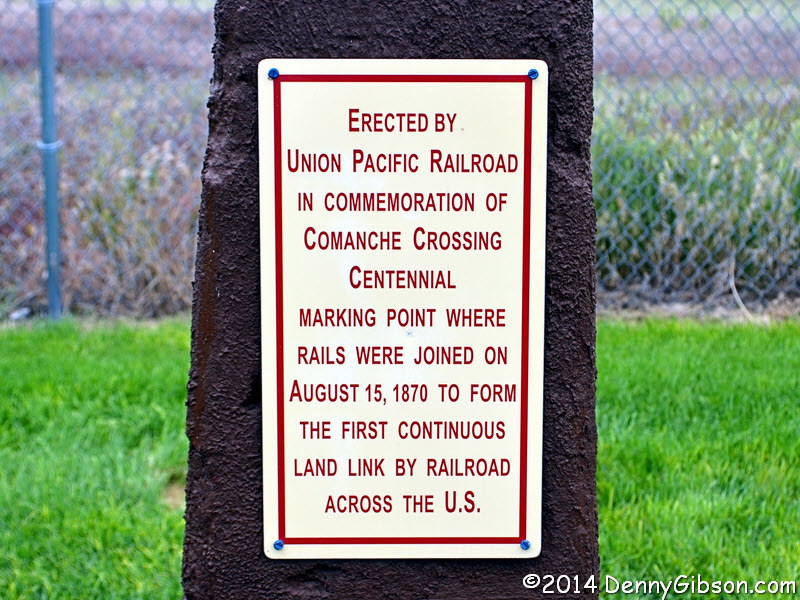 Erected by
Union Pacific Railroad
in commemoration of
Comanche Crossing
Centennial
marking point where
rails were joined on
August 15, 1870 to form
the first continuous
land link by railroad
across the U.S.
©2014 DennyGibson.com